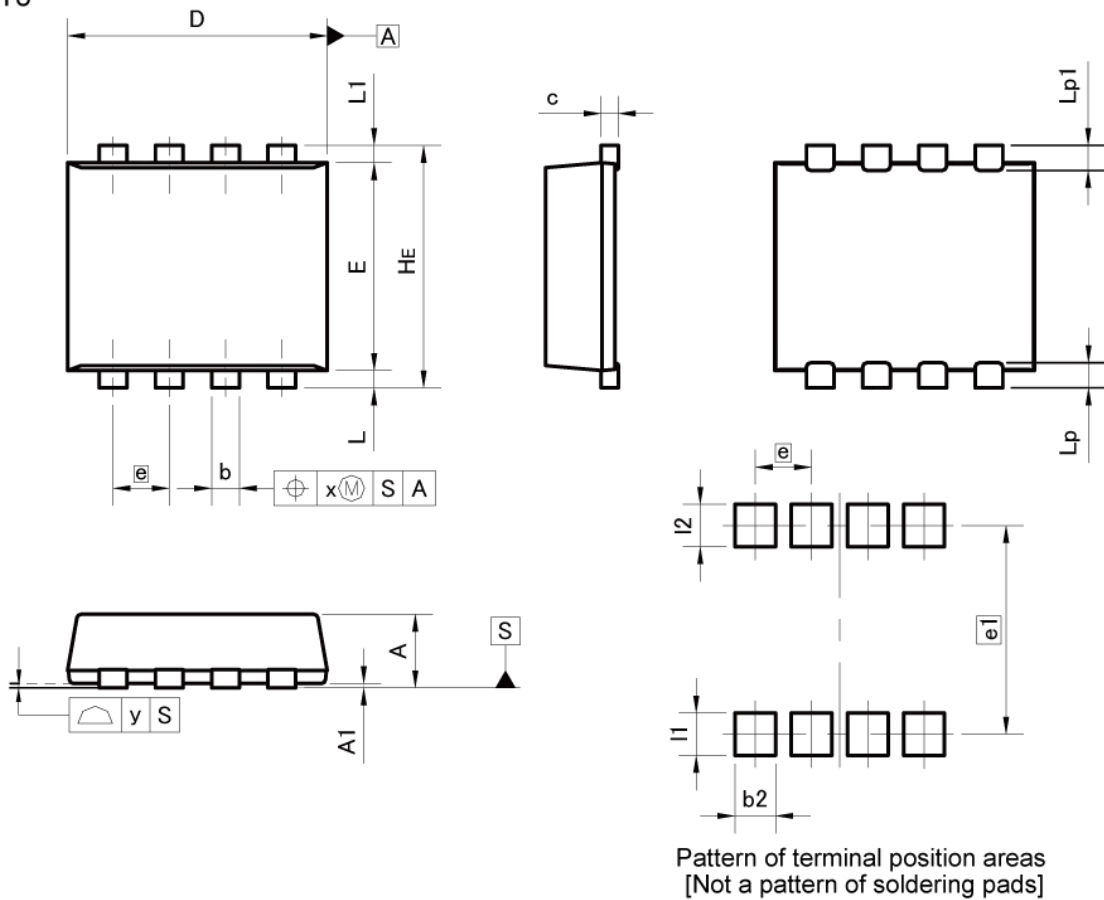 D
A
L1
c
Lp1
E
HE
L
e
b
x Ⓜ S A
Lp
e
l2
e1
A
S
y S
A1
l1
b2
Pattern of terminal position areas
[Not a pattern of soldering pads]